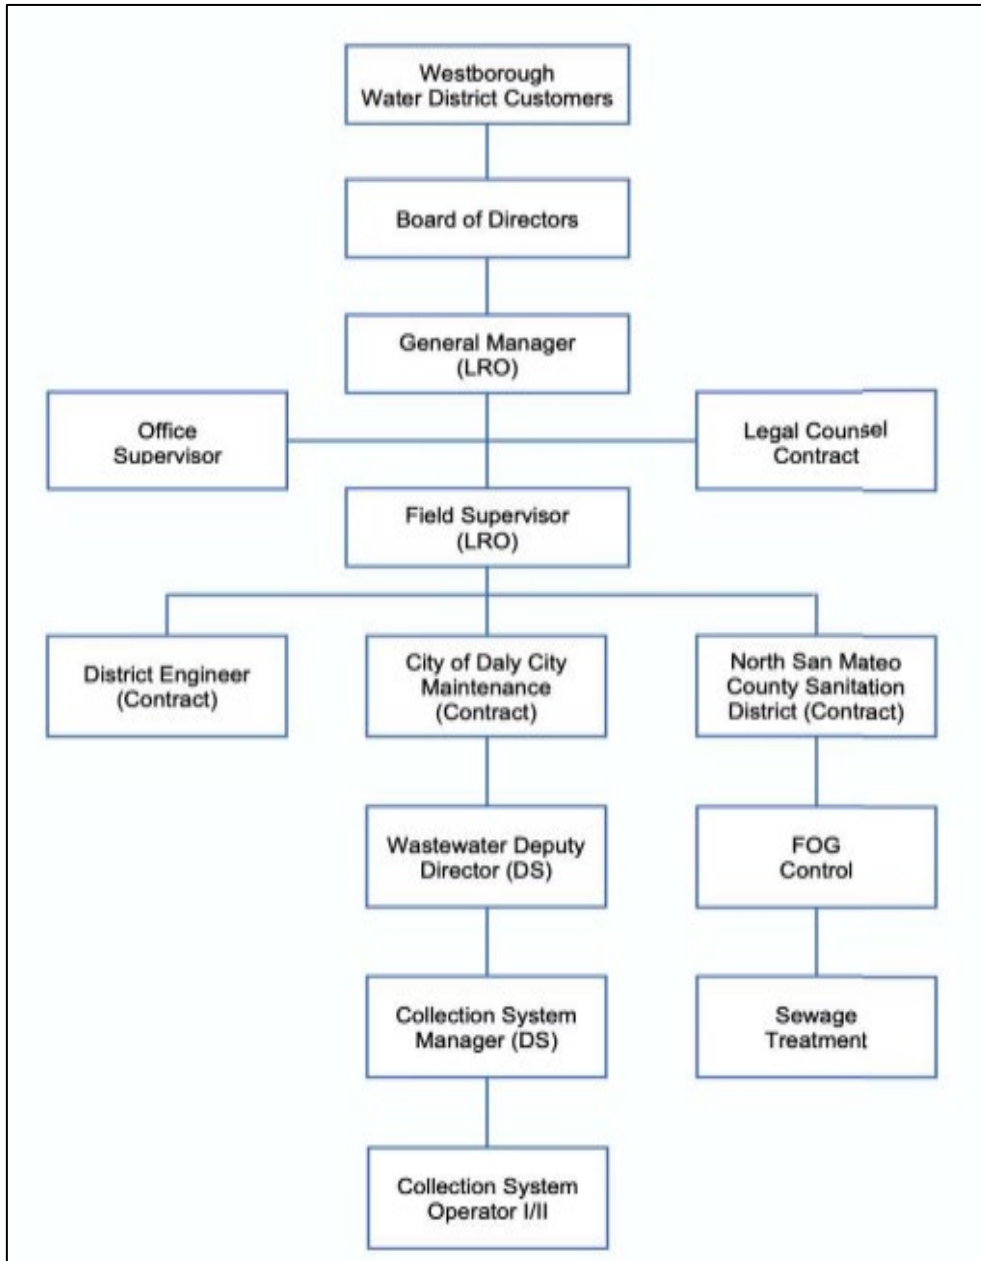 Westborough
Water District Customers
Board of Directors
General Manager
(LRO)
Office
Supervisor
Legal Counsel
Contract
Field Supervisor
(LRO)
District Engineer
(Contract)
City of Daly City
Maintenance
(Contract)
North San Mateo
County Sanitation
District (Contract)
Wastewater Deputy
Director (DS)
FOG
Control
Collection System
Manager (DS)
Sewage
Treatment
Collection System
Operator I/II